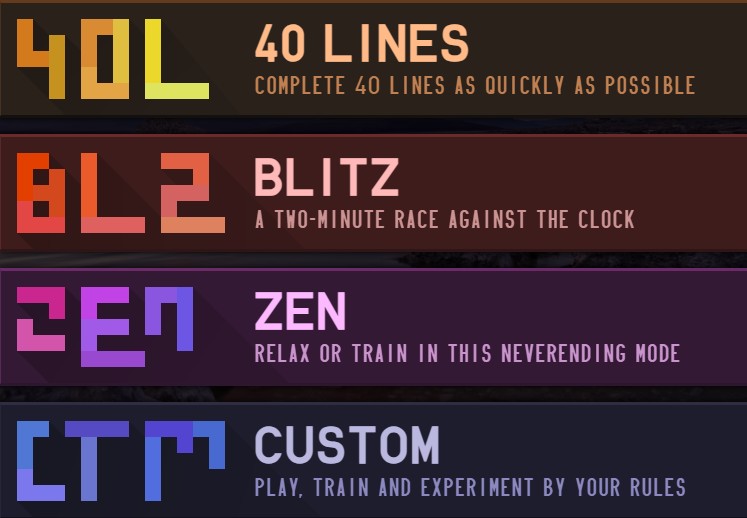 40L
40 LINES
COMPLETE 40 LINES AS QUICKLY AS POSSIBLE
BLZ
BLITZ
A TWO-MINUTE RACE AGAINST THE CLOCK
ZEN
ZEN
RELAX OR TRAIN IN THIS NEVERENDING MODE
CTM
CUSTOM
PLAY, TRAIN AND EXPERIMENT BY YOUR RULES